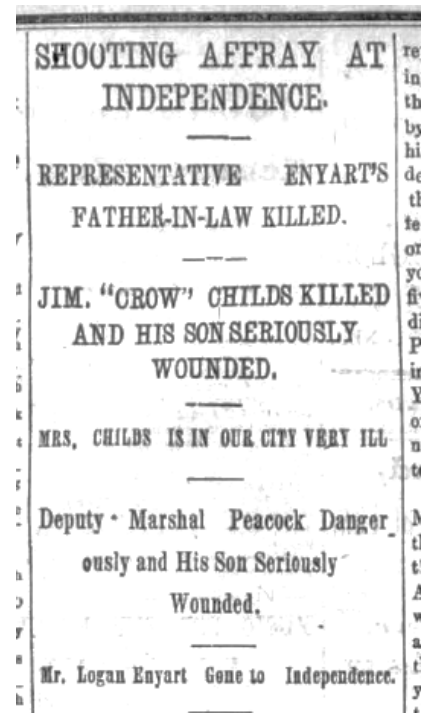 SHOOTING AFFRAY AT
INDEPENDENCE.
REPRESENTATIVE ENYART'S
FATHER-IN-LAW KILLED.
JIM. "CROW" CHILDS KILLED
AND HIS SON SERIOUSLY
WOUNDED.
MRS. CHILDS IS IN OUR CITY VERY ILL
Deputy Marshal Peacock Danger
ously and His Son Seriously
Wounded.
Mr. Logan Enyart Gone to Independence.